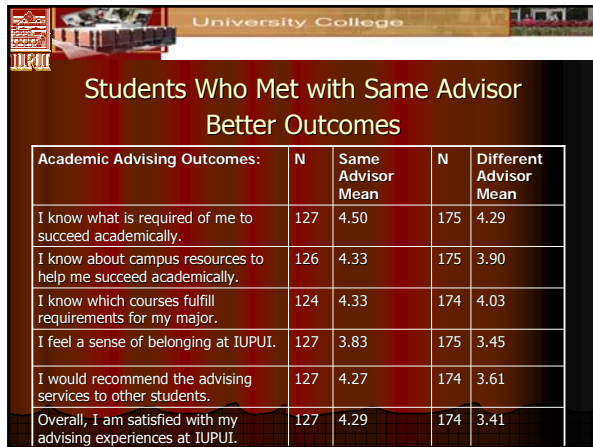 University College
IUPUI
Students Who Met with Same Advisor
Better Outcomes
Academic Advising Outcomes: N Same Advisor Mean N Different Advisor Mean
I know what is required of me to succeed academically. 127 4.50 175 4.29
I know about campus resources to help me succeed academically. 126 4.33 175 3.90
I know which courses fulfill requirements for my major. 124 4.33 174 4.03
I feel a sense of belonging at IUPUI. 127 3.83 175 3.45
I would recommend the advising services to other students. 127 4.27 174 3.61
Overall, I am satisfied with my advising experiences at IUPUI. 127 4.29 174 3.41